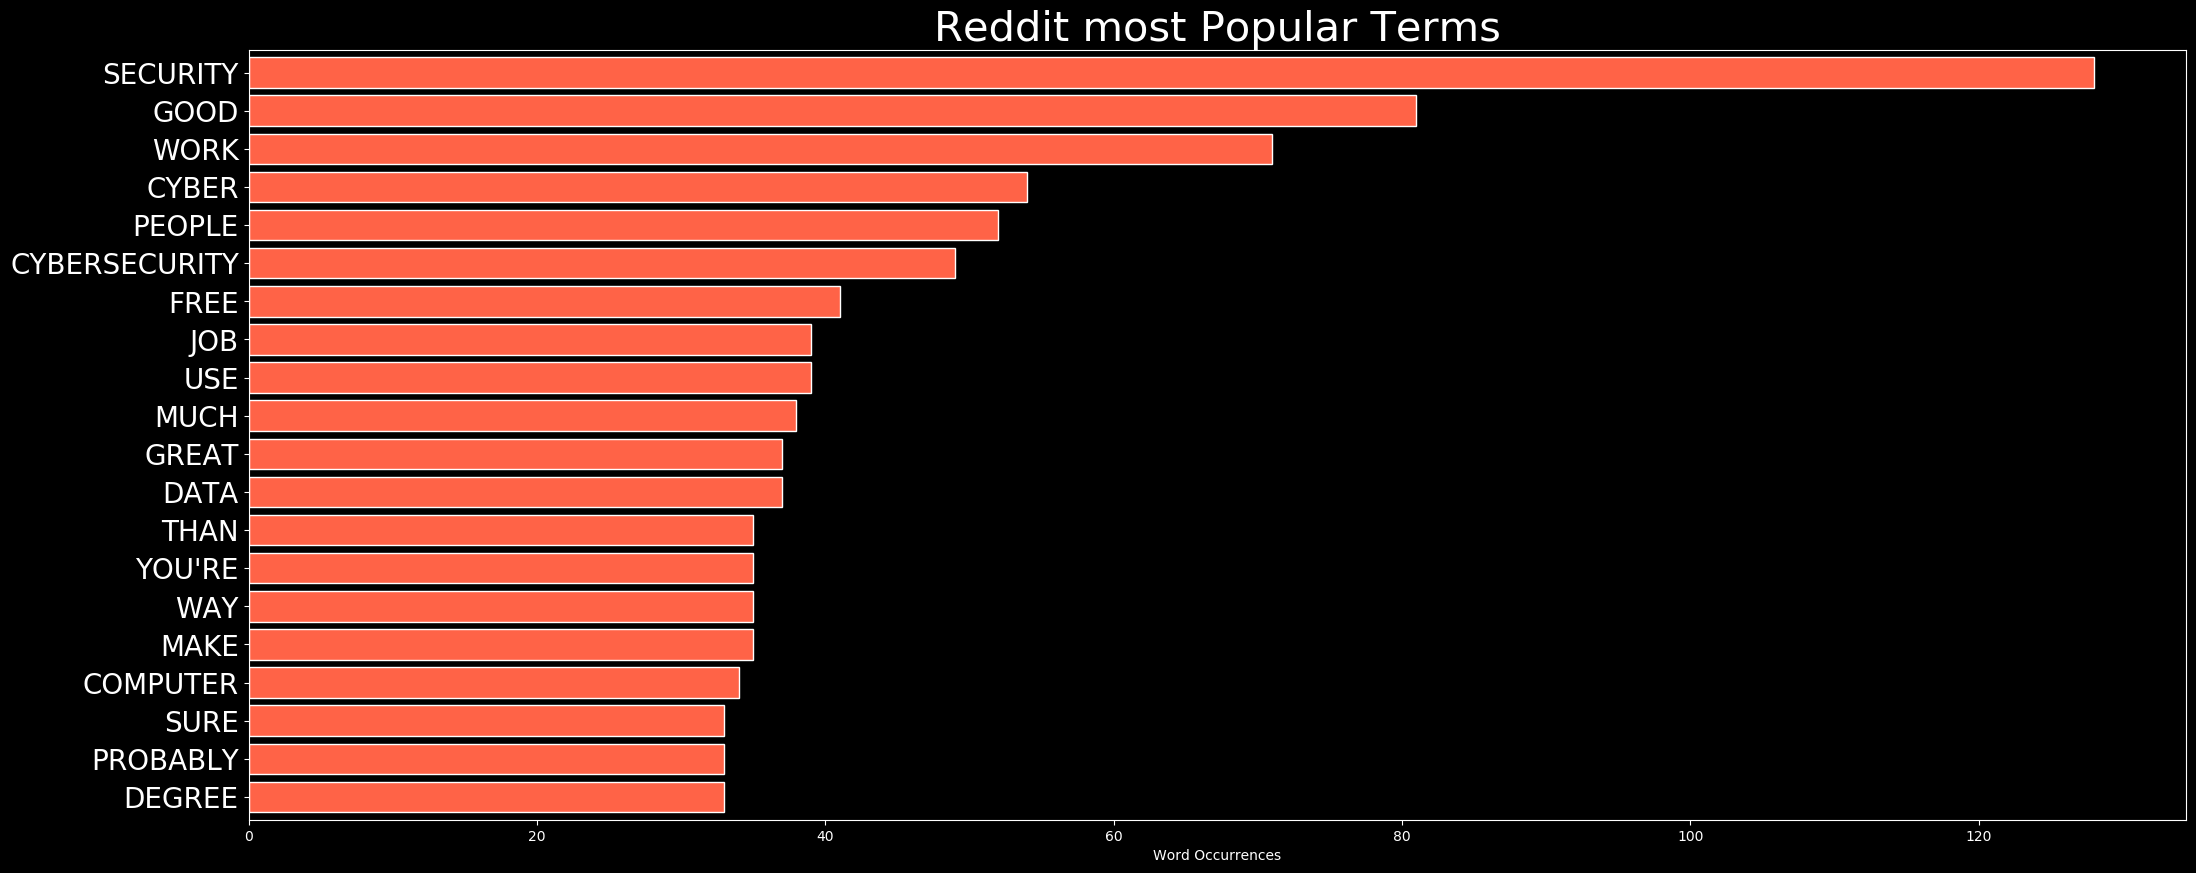 Reddit most Popular Terms
SECURITY
GOOD
WORK
CYBER
PEOPLE
CYBERSECURITY
FREE
JOB
USE
MUCH
GREAT
DATA
THAN
YOU'RE
WAY
MAKE
COMPUTER
SURE
PROBABLY
DEGREE
0 20 40 60 80 100 120
Word Occurrences